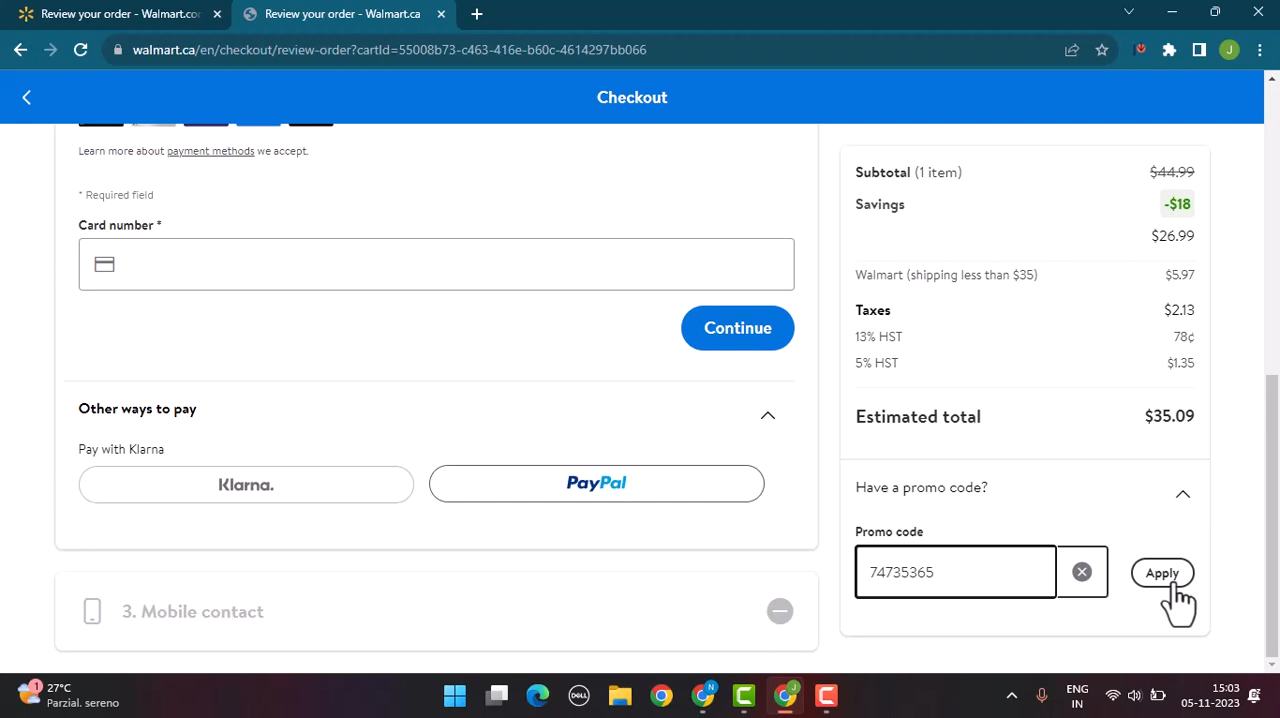 Review your order - Walmart.cor
Review your order - Walmart.ca
walmart.ca/en/checkout/review-order?cartId=55008b73-c463-416e-b60c-4614297bb066
J
Checkout
Learn more about payment methods we accept.
* Required field
Card number *
Continue
Other ways to pay
Pay with Klarna
Klarna.
PayPal
3. Mobile contact
Subtotal (1 item) $44.99
Savings -$18
$26.99
Walmart (shipping less than $35) $5.97
Taxes $2.13
13% HST 78¢
5% HST $1.35
Estimated total $35.09
Have a promo code?
Promo code
74735365
Apply
1
27°C
Parzial. sereno
DELL
N
J
ENG
IN
15:03
05-11-2023